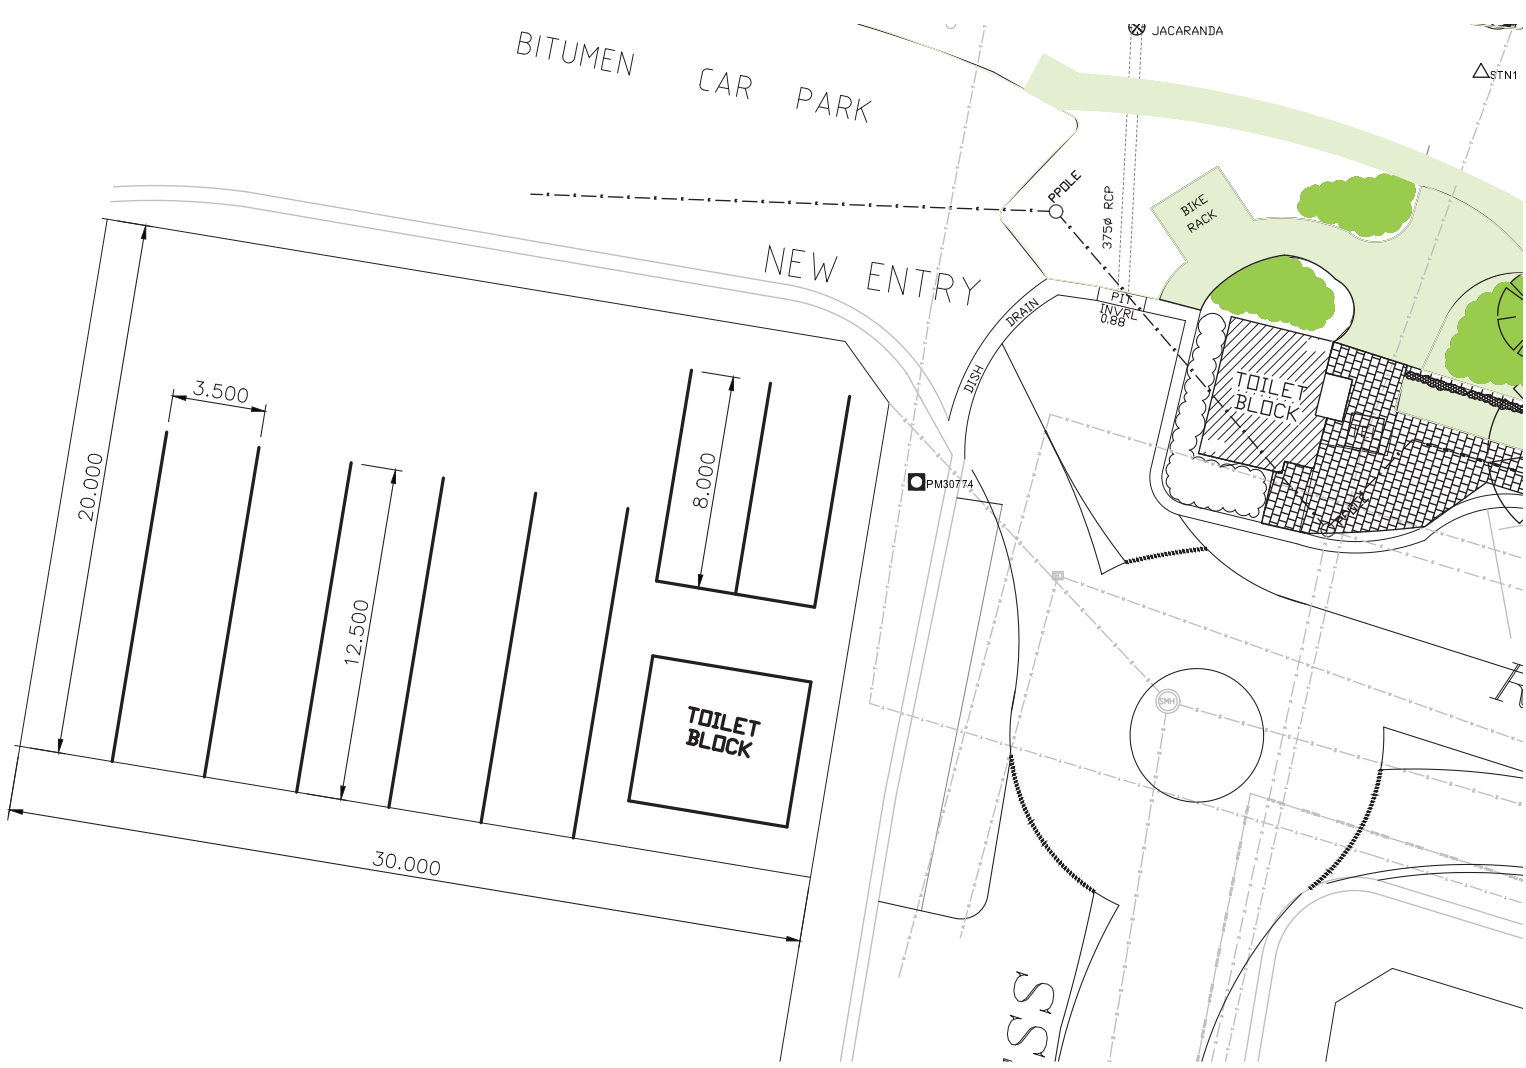 BITUMEN CAR PARK
JACARANDA
STN1
PPOLE
375Ø RCP
BIKE
RACK
NEW ENTRY
PIT
INVRL
0.88
DRAIN
DISH
TOILET
BLOCK
3.500
20.000
8.000
12.500
PM30774
TOILET
BLOCK
SMH
30.000
SS